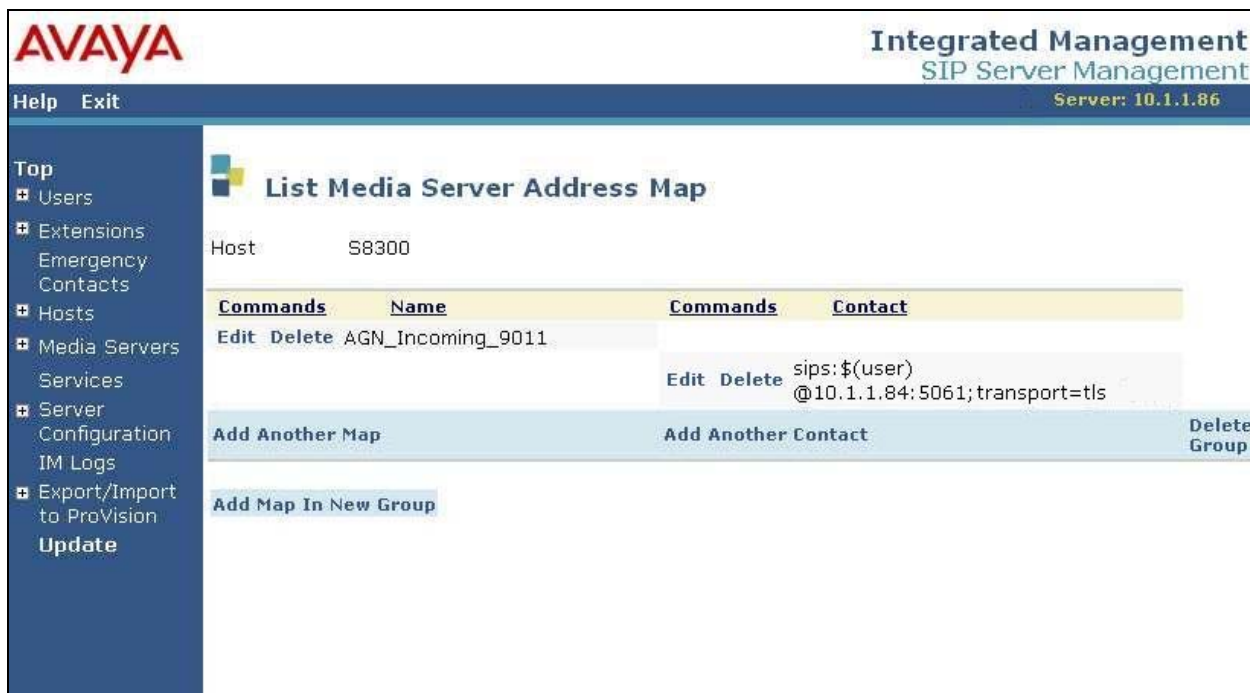 AVAYA
Integrated Management
SIP Server Management
Help Exit
Server: 10.1.1.86
Top
Users
Extensions
Emergency
Contacts
Hosts
Media Servers
Services
Server
Configuration
IM Logs
Export/Import
to ProVision
Update
List Media Server Address Map
Host S8300
Commands Name Commands Contact
Edit Delete AGN_Incoming_9011
Edit Delete sips:$(user)
@10.1.1.84:5061;transport=tls
Add Another Map Add Another Contact Delete
Group
Add Map In New Group